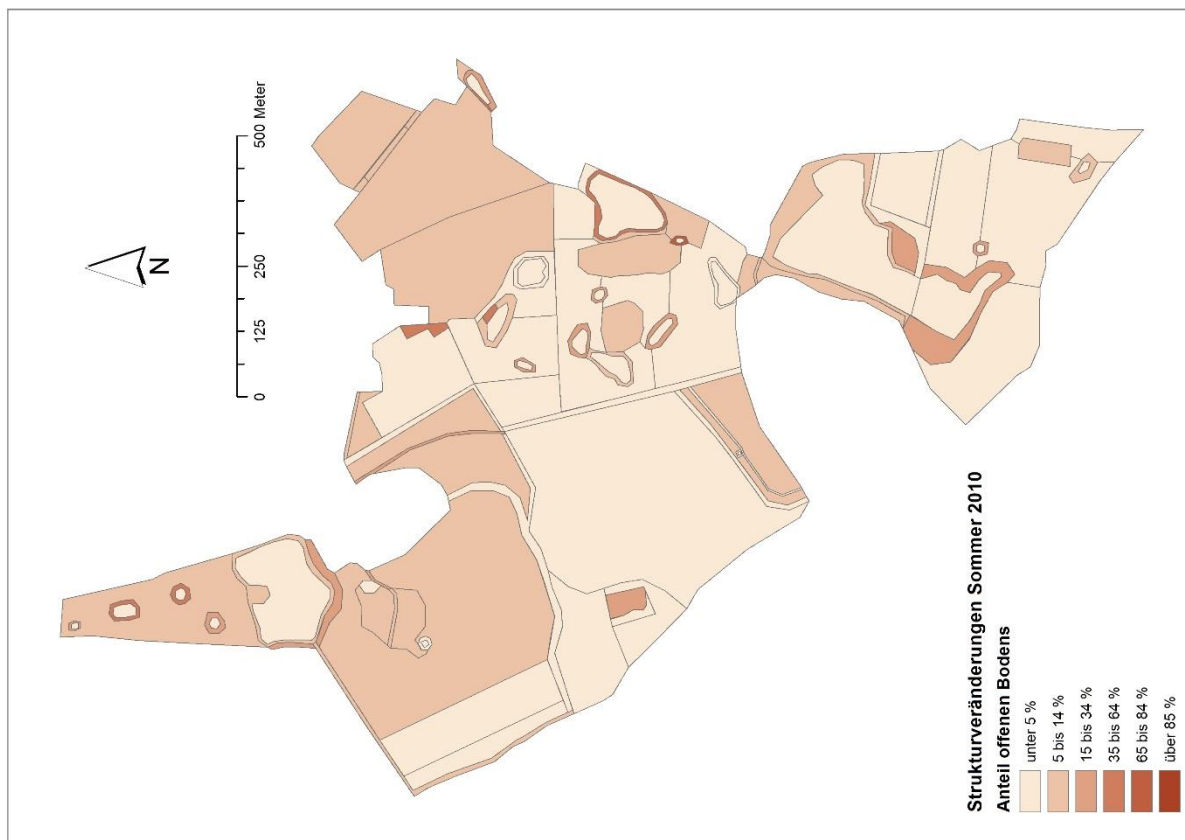 N
0 125 250 500 Meter
Strukturveränderungen Sommer 2010
Anteil offenen Bodens
unter 5 %
5 bis 14 %
15 bis 34 %
35 bis 64 %
65 bis 84 %
über 85 %